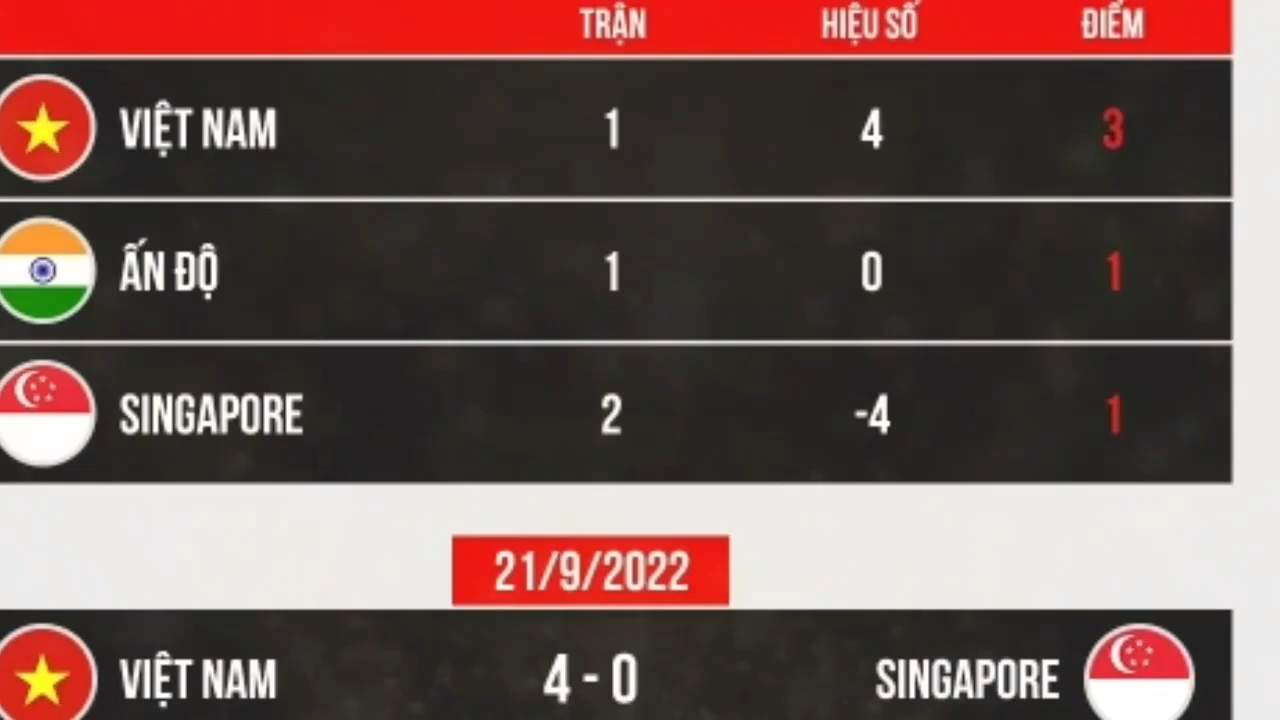 TRẬN HIỆU SỐ ĐIỂM
VIỆT NAM 1 4 3
ẤN ĐỘ 1 0 1
SINGAPORE 2 -4 1
21/9/2022
VIỆT NAM 4 - 0 SINGAPORE